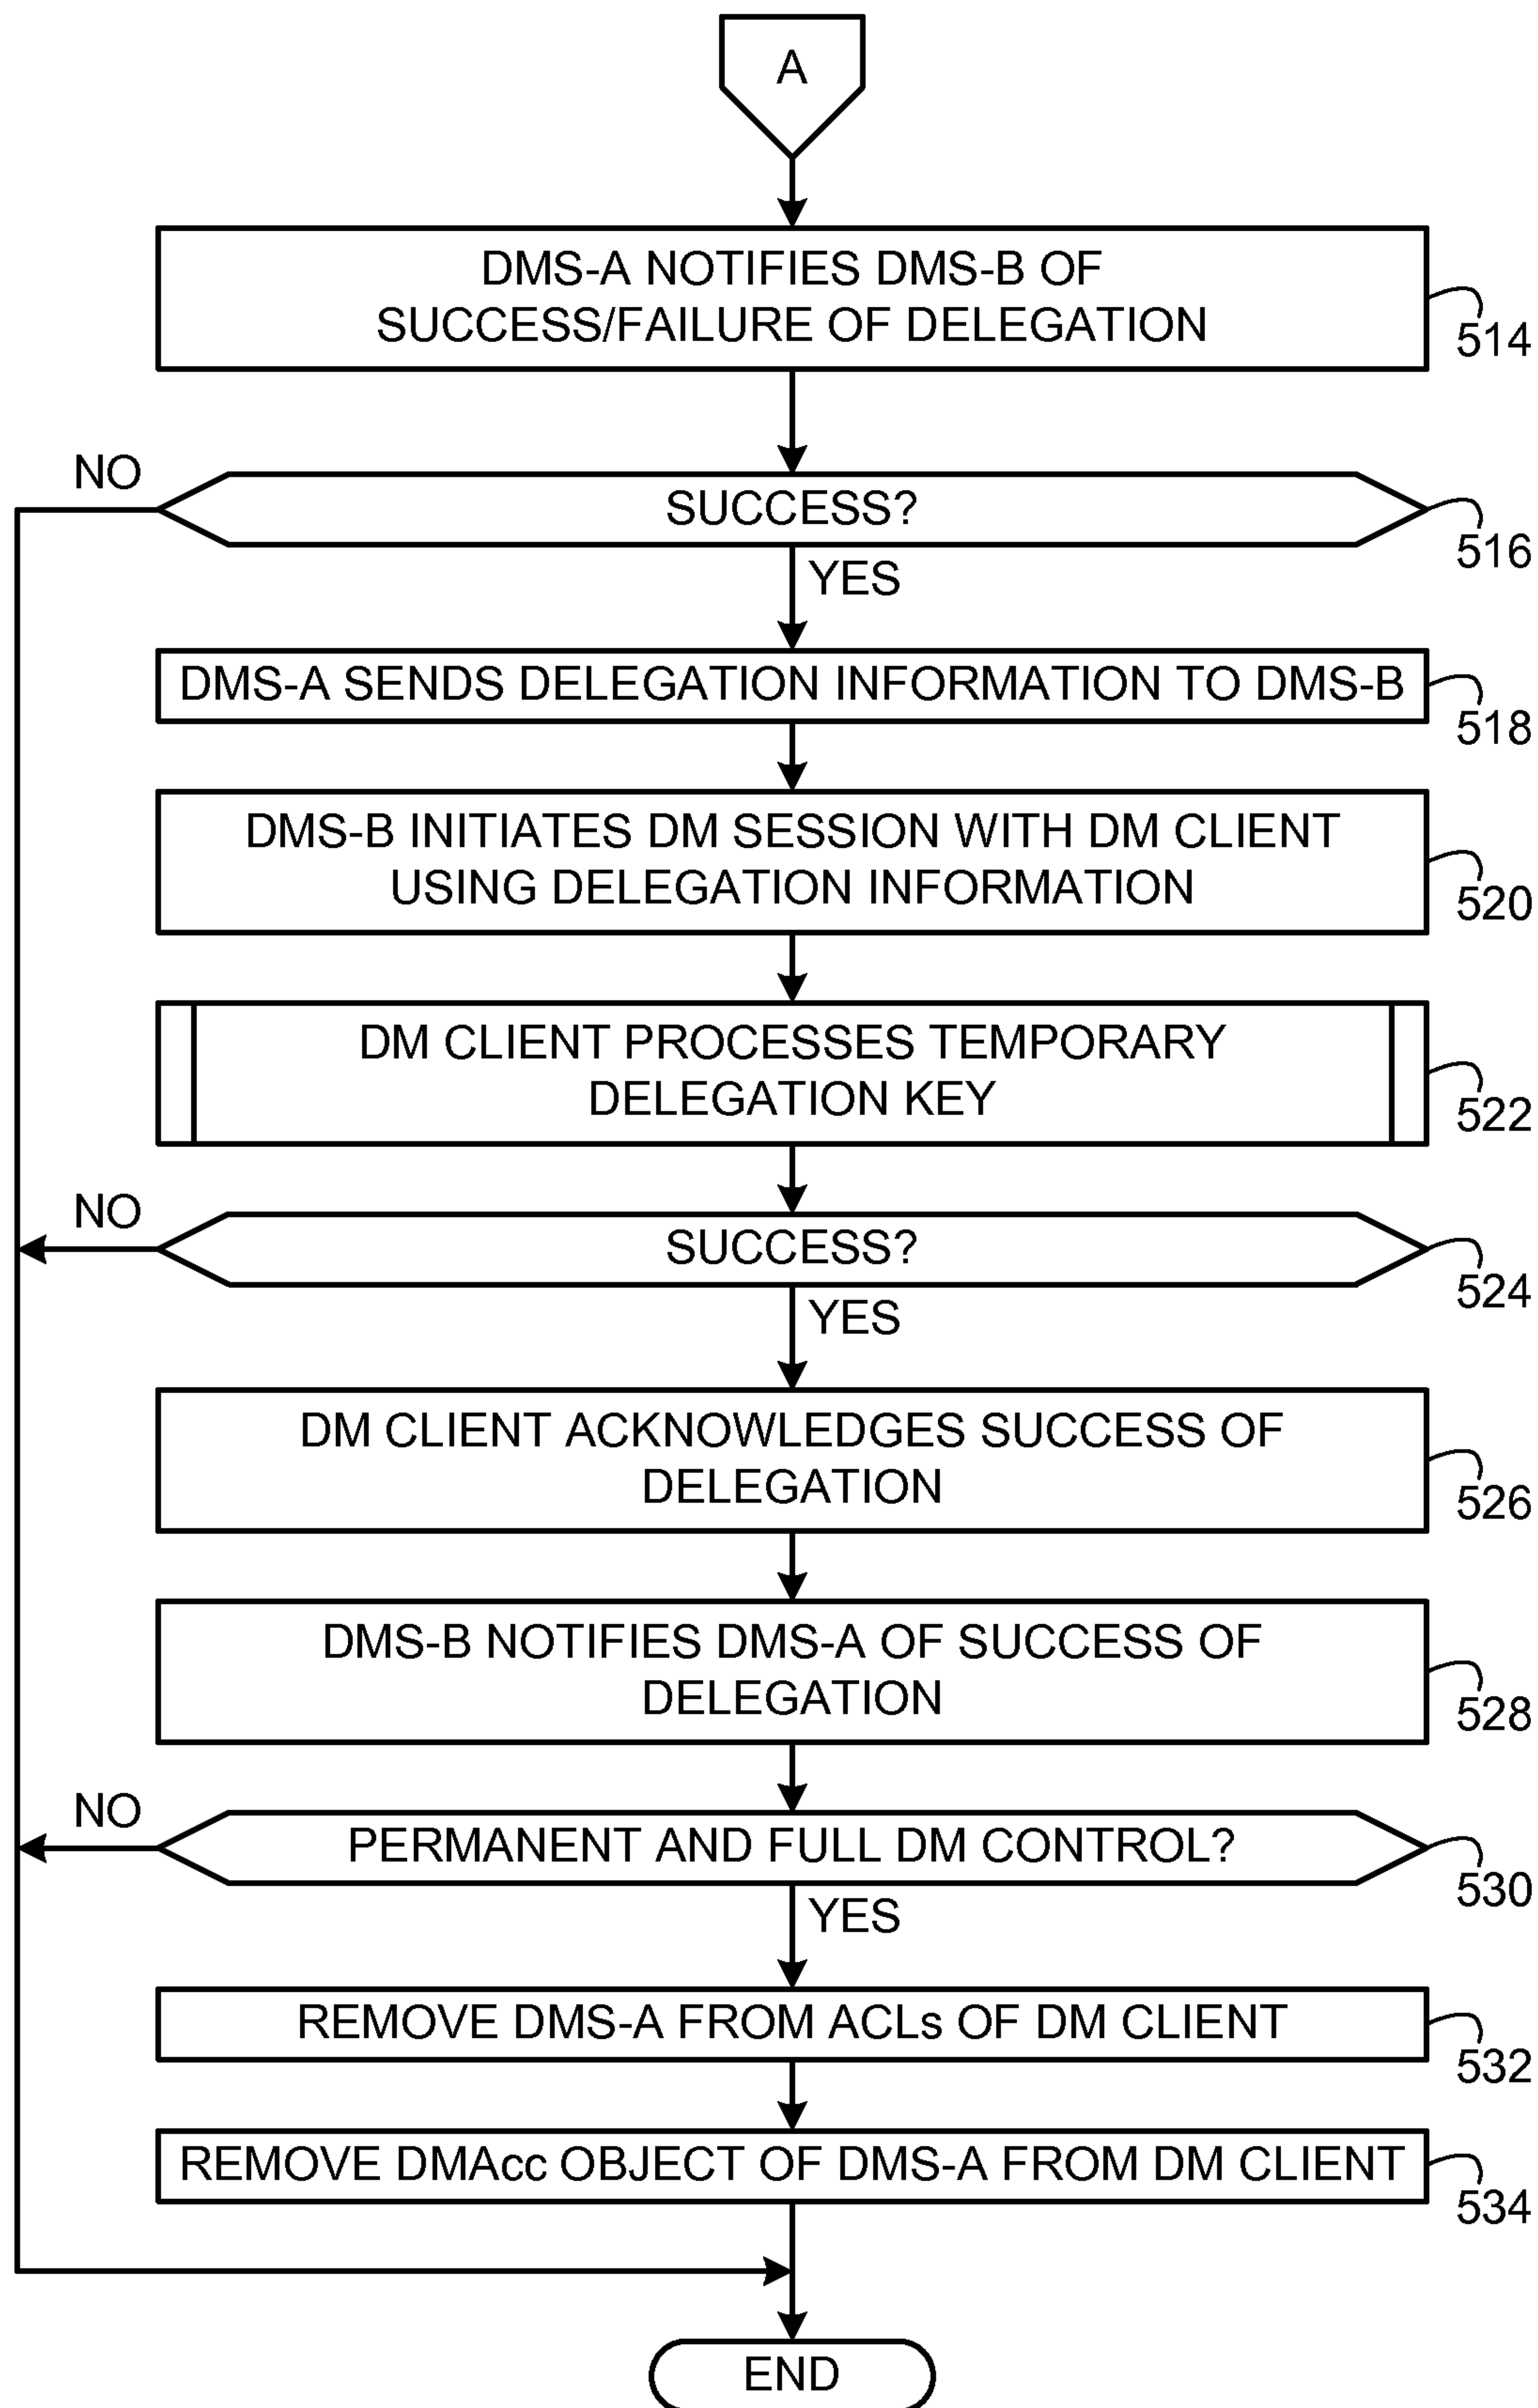 A
DMS-A NOTIFIES DMS-B OF
SUCCESS/FAILURE OF DELEGATION
514
NO
SUCCESS?
516
YES
DMS-A SENDS DELEGATION INFORMATION TO DMS-B
518
DMS-B INITIATES DM SESSION WITH DM CLIENT
USING DELEGATION INFORMATION
520
DM CLIENT PROCESSES TEMPORARY
DELEGATION KEY
522
NO
SUCCESS?
524
YES
DM CLIENT ACKNOWLEDGES SUCCESS OF
DELEGATION
526
DMS-B NOTIFIES DMS-A OF SUCCESS OF
DELEGATION
528
NO
PERMANENT AND FULL DM CONTROL?
530
YES
REMOVE DMS-A FROM ACLs OF DM CLIENT
532
REMOVE DMAcc OBJECT OF DMS-A FROM DM CLIENT
534
END